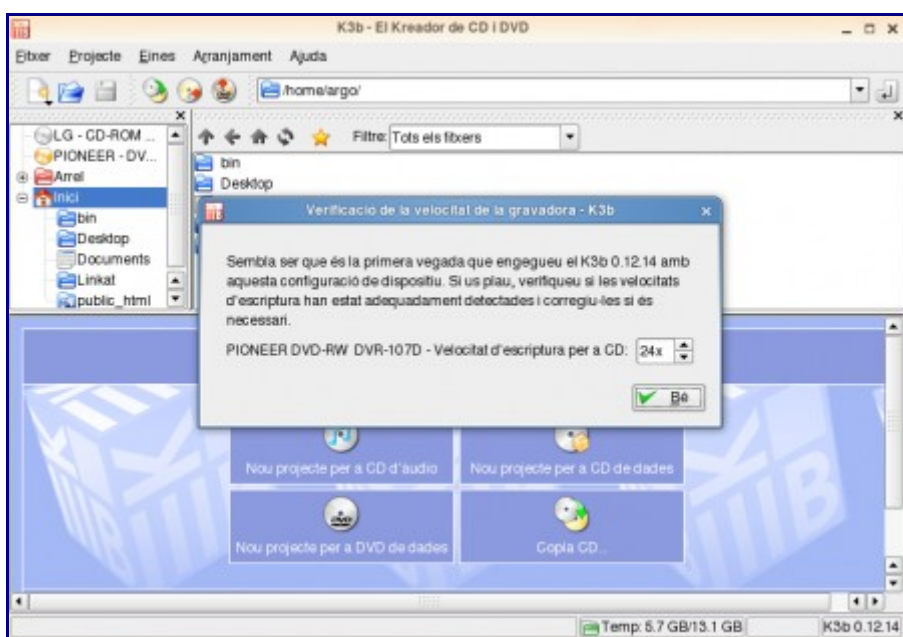 K3b - El Kreador de CD i DVD
Fitxer Projecte Eines Arranjament Ajuda
/home/argo/
LG - CD-ROM ...
PIONEER - DV...
Arrel
Inici
bin
Desktop
Documents
Linkat
public_html
Filtre: Tots els fitxers
bin
Desktop
Verificacio de la velocitat de la gravadora - K3b
Sembla ser que és la primera vegada que engegueu el K3b 0.12.14 amb
aquesta configuració de dispositiu. Si us plau, verifiqueu si les velocitats
d'escriptura han estat adequadament detectades i corregiu-les si és
necessari.
PIONEER DVD-RW DVR-107D - Velocitat d'escriptura per a CD: 24x
Bé
Nou projecte per a CD d'àudio
Nou projecte per a CD de dades
Nou projecte per a DVD de dades
Copia CD...
Temp: 5.7 GB/13.1 GB
K3b 0.12.14